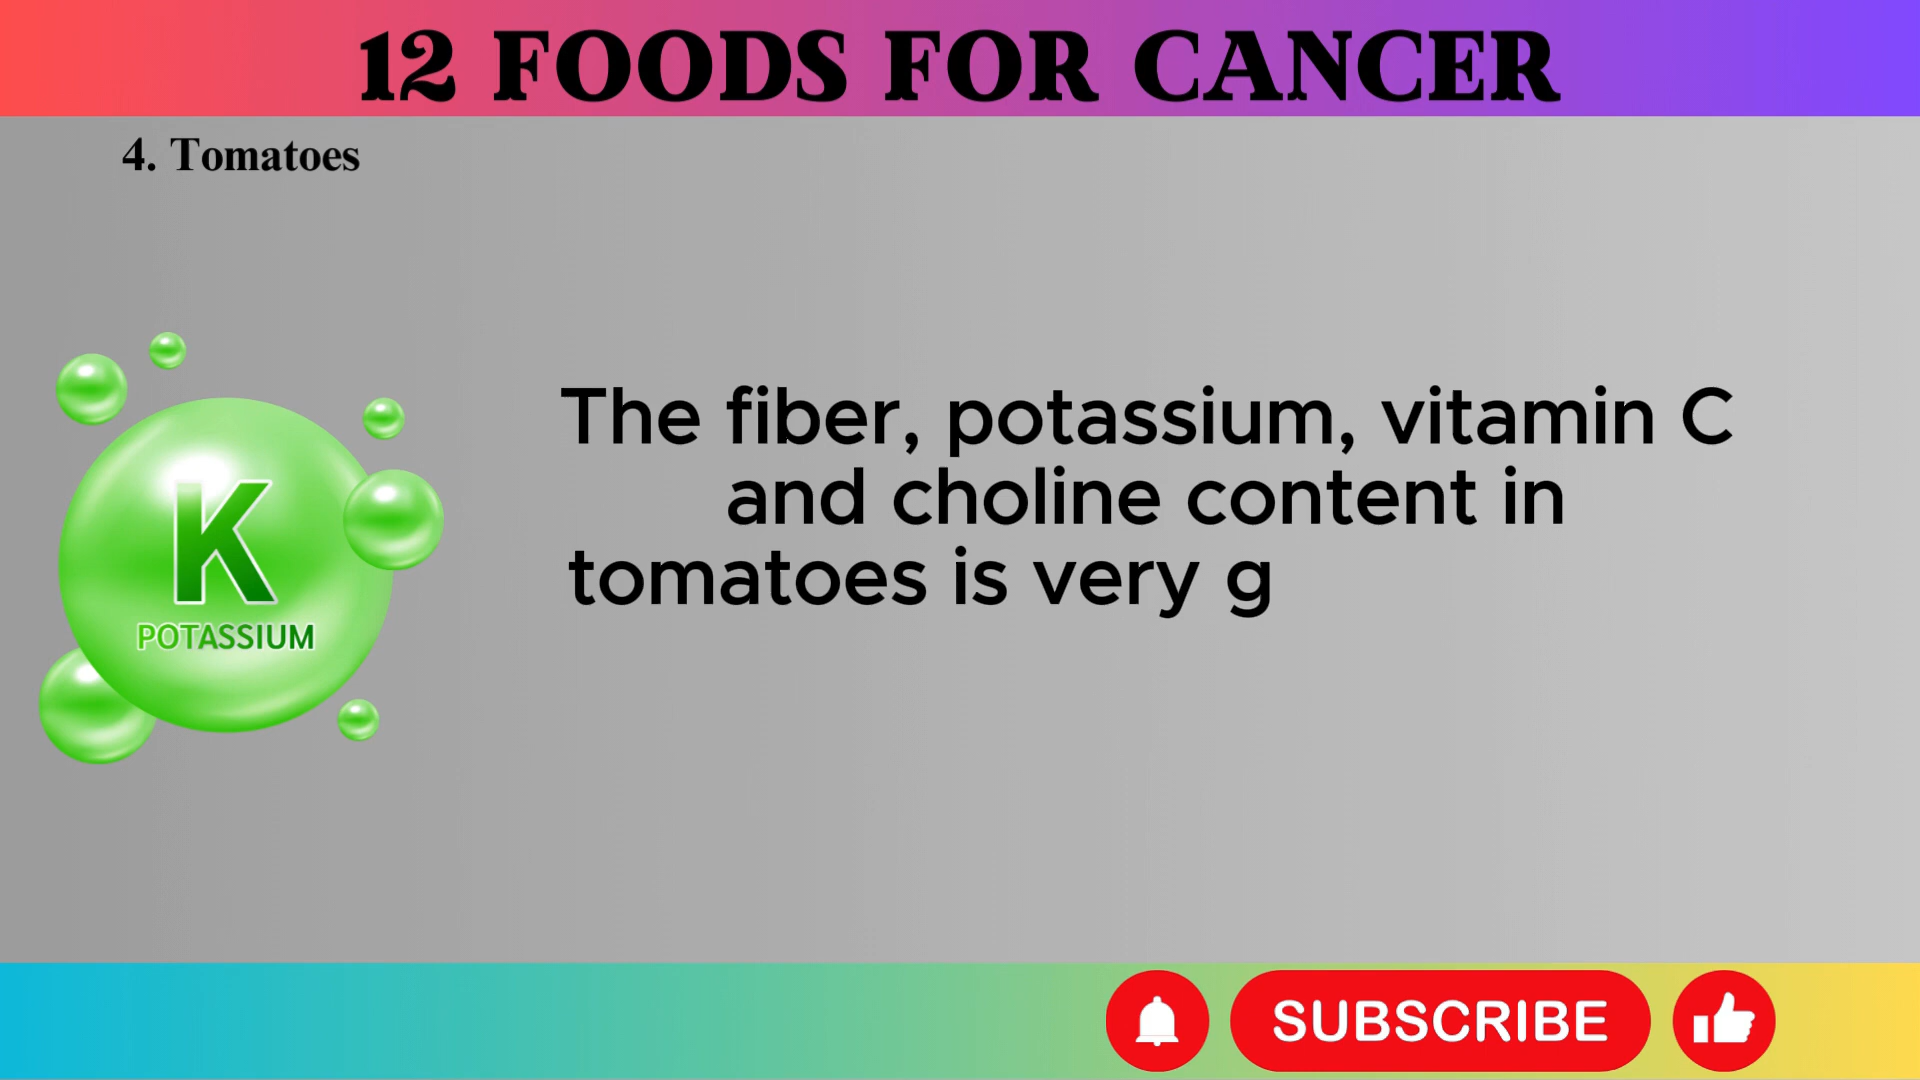 12 FOODS FOR CANCER
4. Tomatoes
The fiber, potassium, vitamin C
and choline content in
tomatoes is very g
K
POTASSIUM
SUBSCRIBE